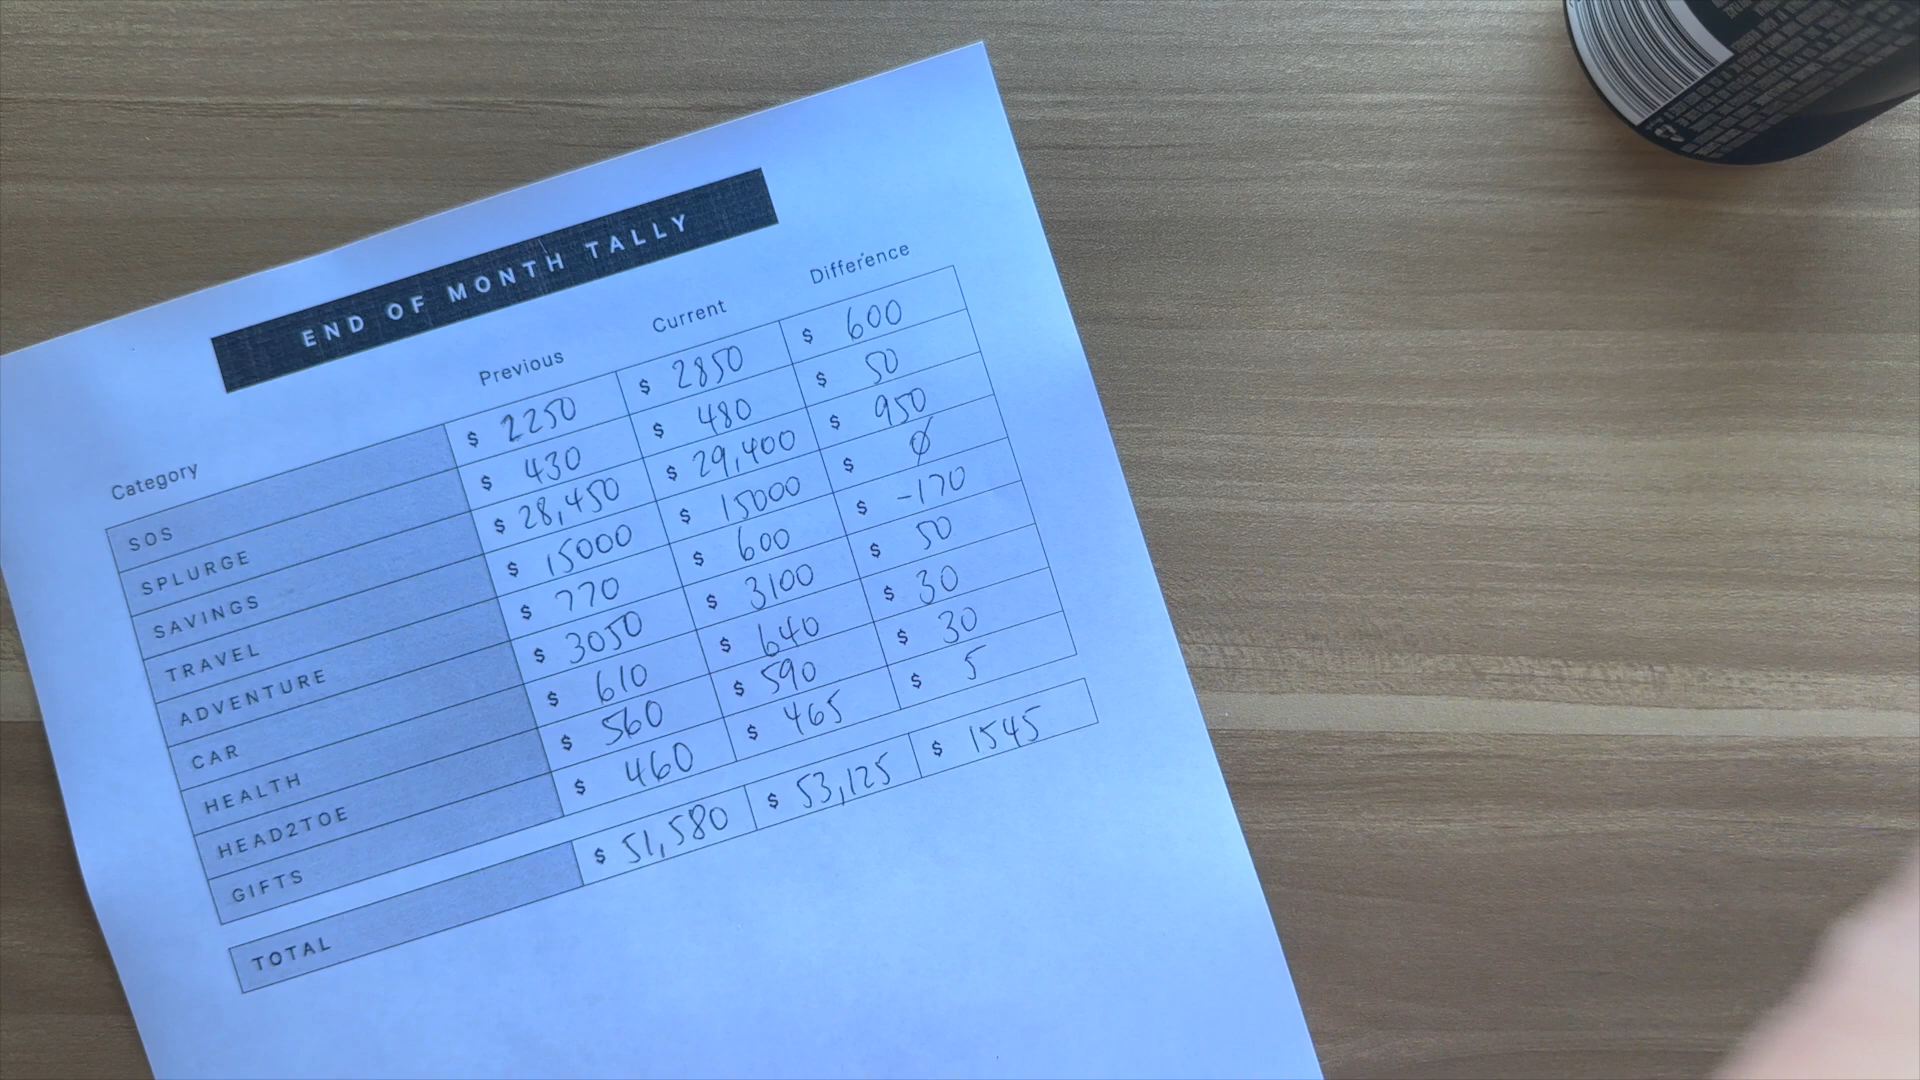 END OF MONTH TALLY
Category Previous Current Difference
SOS $ 2250 $ 2850 $ 600
SPLURGE $ 430 $ 480 $ 50
SAVINGS $ 28,450 $ 29,400 $ 950
TRAVEL $ 15000 $ 15000 $ 0
ADVENTURE $ 770 $ 600 $ -170
CAR $ 3050 $ 3100 $ 50
HEALTH $ 610 $ 640 $ 30
HEAD2TOE $ 560 $ 590 $ 30
GIFTS $ 460 $ 465 $ 5
TOTAL $ 51,580 $ 53,125 $ 1545